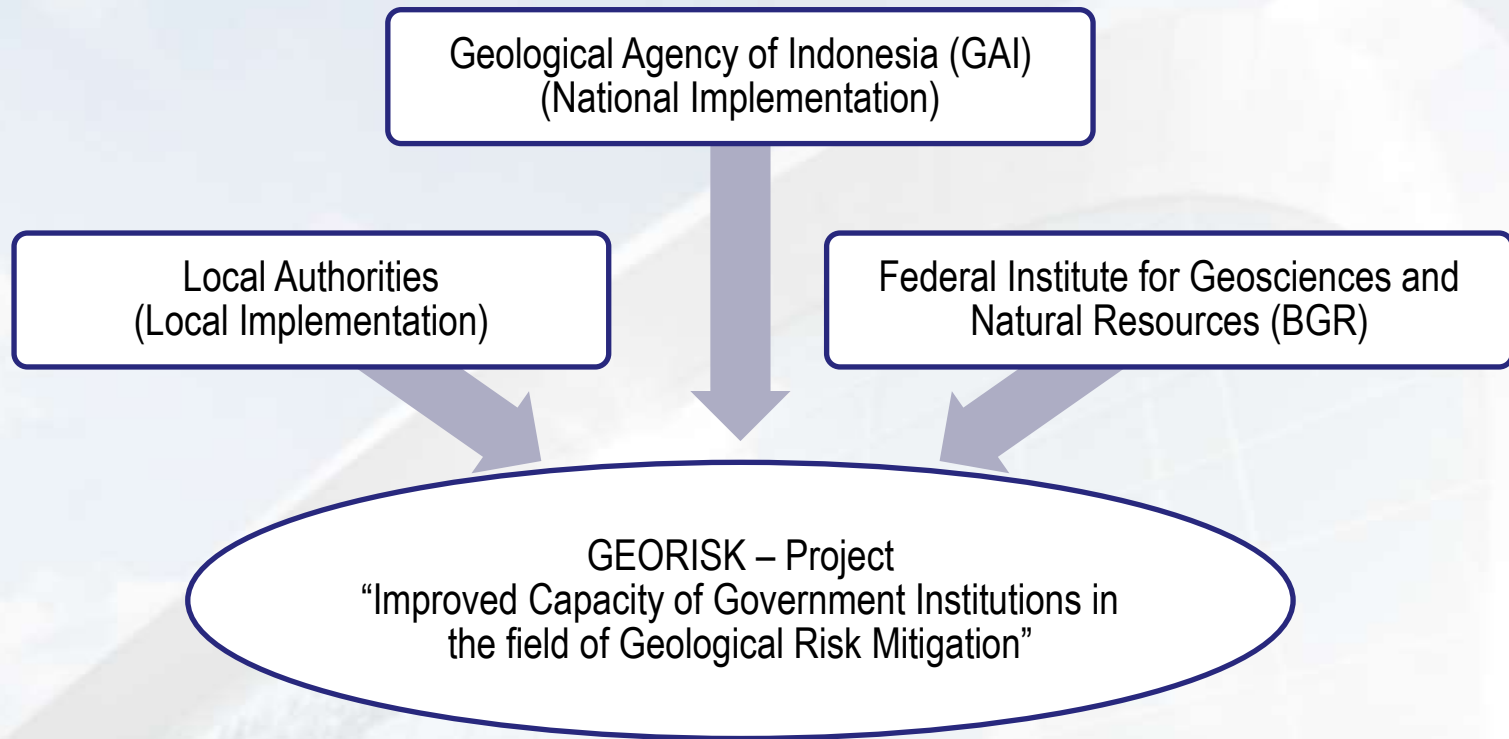 Geological Agency of Indonesia (GAI)
(National Implementation)
Local Authorities
(Local Implementation)
Federal Institute for Geosciences and
Natural Resources (BGR)
GEORISK – Project
“Improved Capacity of Government Institutions in
the field of Geological Risk Mitigation”